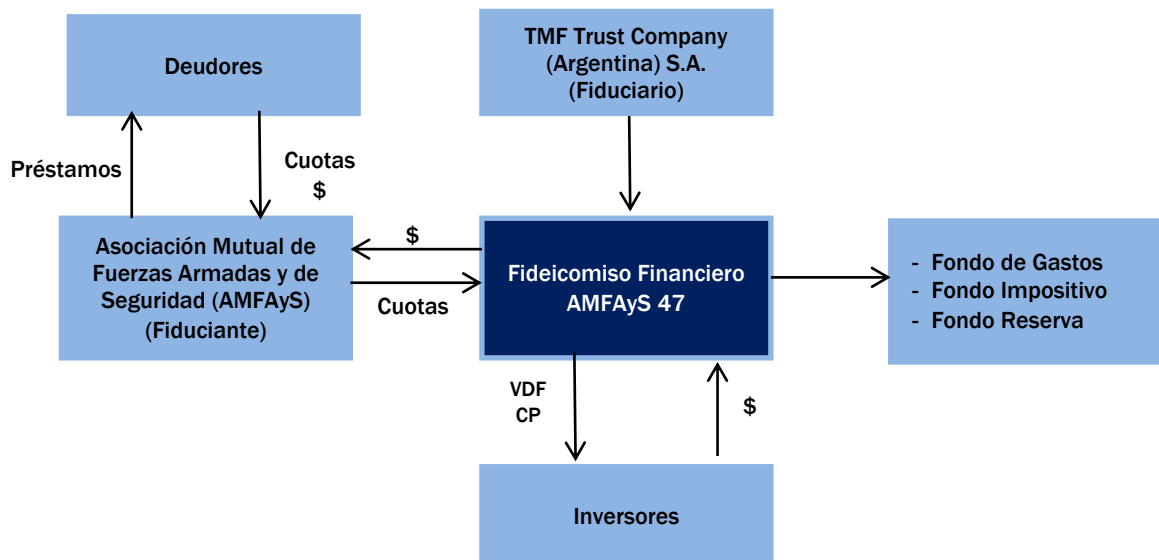 Deudores
TMF Trust Company
(Argentina) S.A.
(Fiduciario)
Préstamos
Cuotas
$
Asociación Mutual de
Fuerzas Armadas y de
Seguridad (AMFAyS)
(Fiduciante)
$
Cuotas
Fideicomiso Financiero
AMFAyS 47
- Fondo de Gastos
- Fondo Impositivo
- Fondo Reserva
VDF
CP
$
Inversores